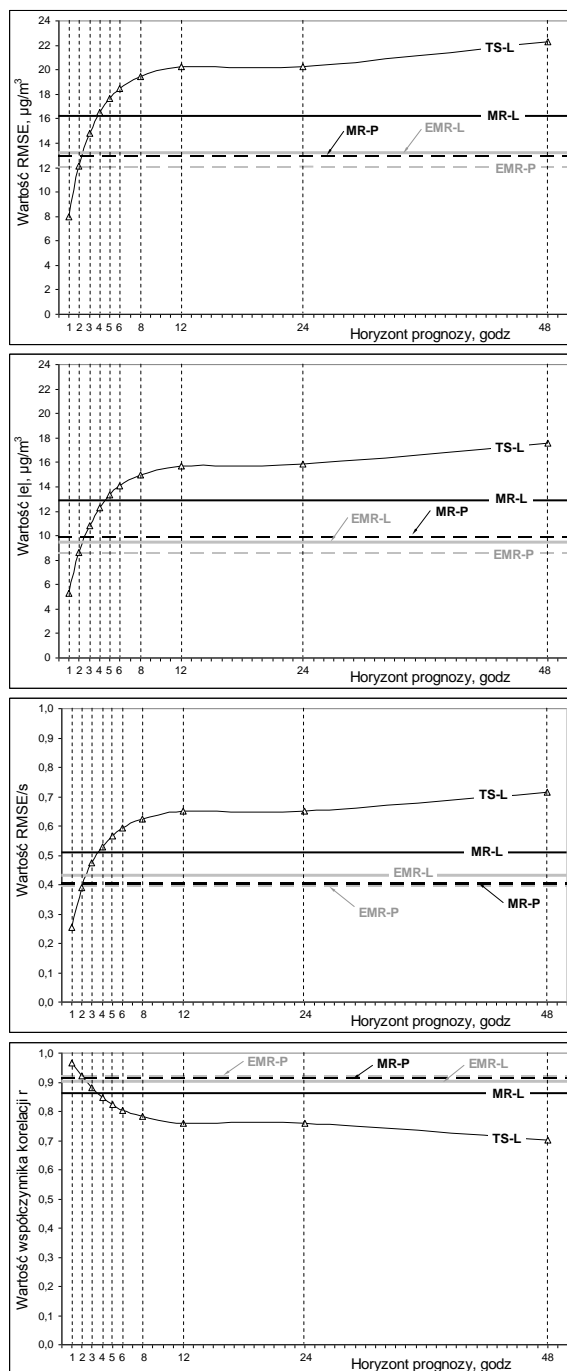 Wartość RMSE, µg/m³
24
22
20
18
16
14
12
10
8
6
4
2
0
TS-L
MR-L
MR-P
EMR-L
EMR-P
1 2 3 4 5 6 8 12 24 48
Horyzont prognozy, godz
Wartość |e|, µg/m³
24
22
20
18
16
14
12
10
8
6
4
2
0
TS-L
MR-L
EMR-L
MR-P
EMR-P
1 2 3 4 5 6 8 12 24 48
Horyzont prognozy, godz
Wartość RMSE/s
1,0
0,9
0,8
0,7
0,6
0,5
0,4
0,3
0,2
0,1
0,0
TS-L
MR-L
EMR-L
EMR-P
MR-P
1 2 3 4 5 6 8 12 24 48
Horyzont prognozy, godz
Wartość współczynnika korelacji r
1,0
0,9
0,8
0,7
0,6
0,5
0,4
0,3
0,2
0,1
0,0
EMR-P
MR-P
EMR-L
MR-L
TS-L
1 2 3 4 5 6 8 12 24 48
Horyzont prognozy, godz